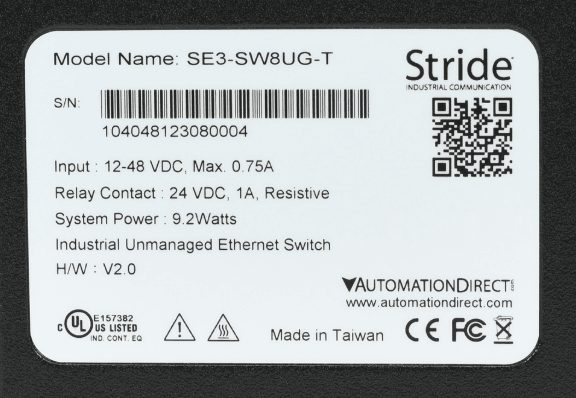 Model Name: SE3-SW8UG-T
Stride
INDUSTRIAL COMMUNICATION
S/N:
104048123080004
Input : 12-48 VDC, Max. 0.75A
Relay Contact : 24 VDC, 1A, Resistive
System Power : 9.2Watts
Industrial Unmanaged Ethernet Switch
H/W : V2.0
AUTOMATIONDIRECT
www.automationdirect.com
C UL US LISTED
E157382
IND. CONT. EQ
Made in Taiwan
CE FC